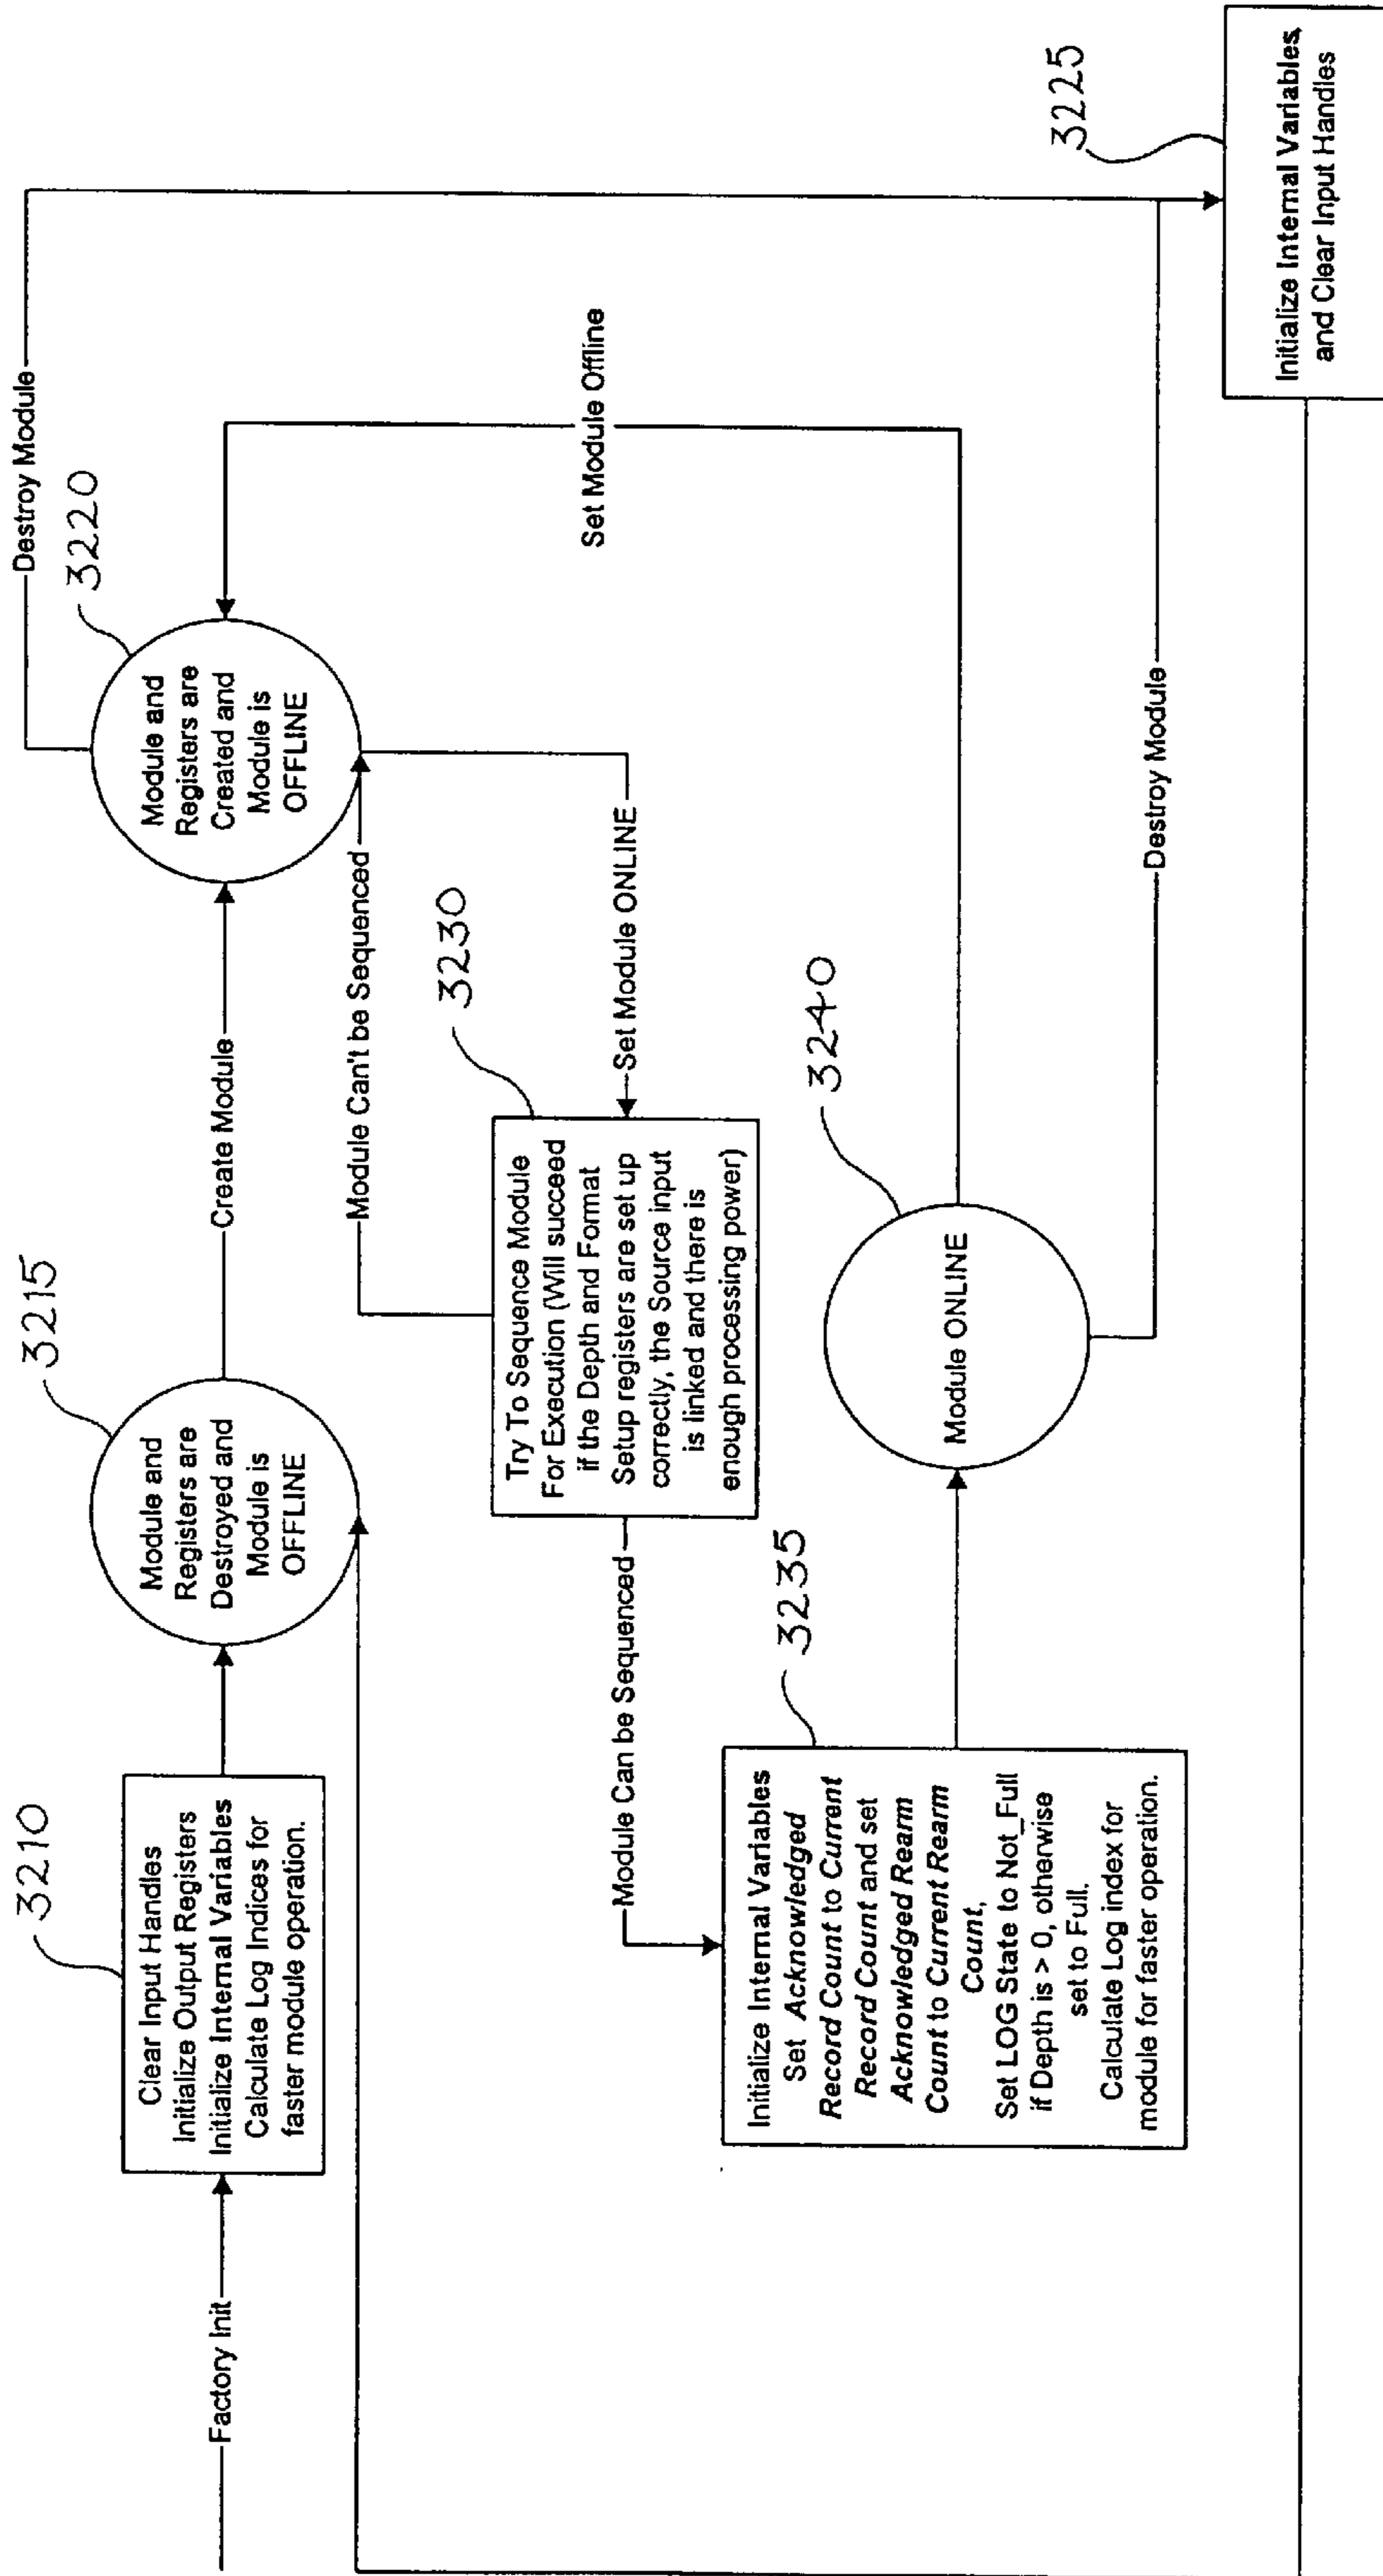 Factory Init
3210
Clear Input Handles
Initialize Output Registers
Initialize Internal Variables
Calculate Log Indices for
faster module operation.
3215
Module and
Registers are
Destroyed and
Module is
OFFLINE
Create Module
3220
Module and
Registers are
Created and
Module is
OFFLINE
Destroy Module
Module Can't be Sequenced
3230
Try To Sequence Module
For Execution (Will succeed
if the Depth and Format
Setup registers are set up
correctly, the Source input
is linked and there is
enough processing power)
Set Module ONLINE
Set Module Offline
Module Can be Sequenced
3235
Initialize Internal Variables
Set Acknowledged
Record Count to Current
Record Count and set
Acknowledged Rearm
Count to Current Rearm
Count,
Set LOG State to Not_Full
if Depth is > 0, otherwise
set to Full.
Calculate Log index for
module for faster operation.
3240
Module ONLINE
Destroy Module
3225
Initialize Internal Variables,
and Clear Input Handles